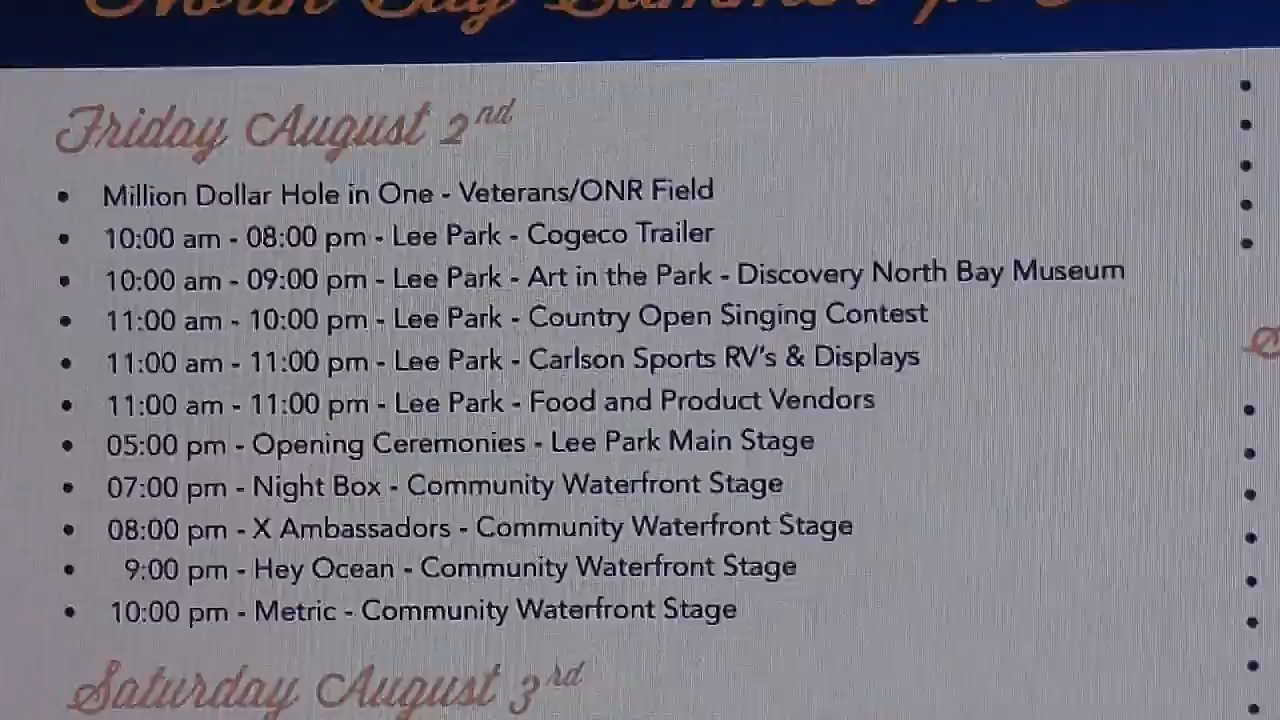 North Bay Summer
Friday August 2nd
• Million Dollar Hole in One - Veterans/ONR Field
• 10:00 am - 08:00 pm - Lee Park - Cogeco Trailer
• 10:00 am - 09:00 pm - Lee Park - Art in the Park - Discovery North Bay Museum
• 11:00 am - 10:00 pm - Lee Park - Country Open Singing Contest
• 11:00 am - 11:00 pm - Lee Park - Carlson Sports RV's & Displays
• 11:00 am - 11:00 pm - Lee Park - Food and Product Vendors
• 05:00 pm - Opening Ceremonies - Lee Park Main Stage
• 07:00 pm - Night Box - Community Waterfront Stage
• 08:00 pm - X Ambassadors - Community Waterfront Stage
• 9:00 pm - Hey Ocean - Community Waterfront Stage
• 10:00 pm - Metric - Community Waterfront Stage
Saturday August 3rd